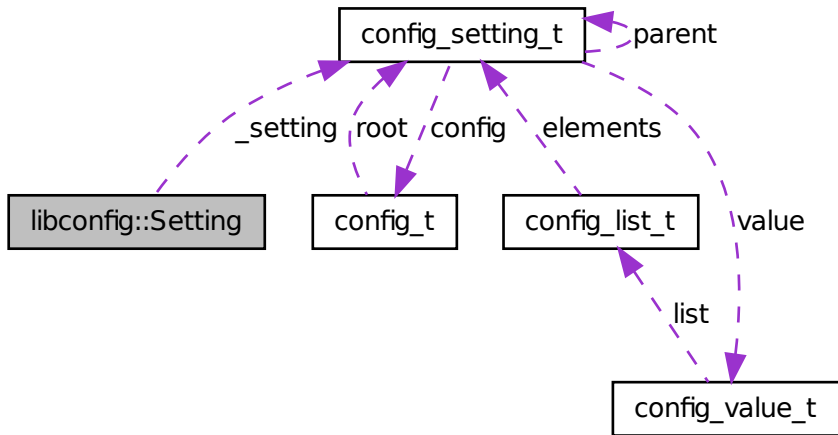 config_setting_t
parent
_setting
root
config
elements
libconfig::Setting
config_t
config_list_t
value
list
config_value_t